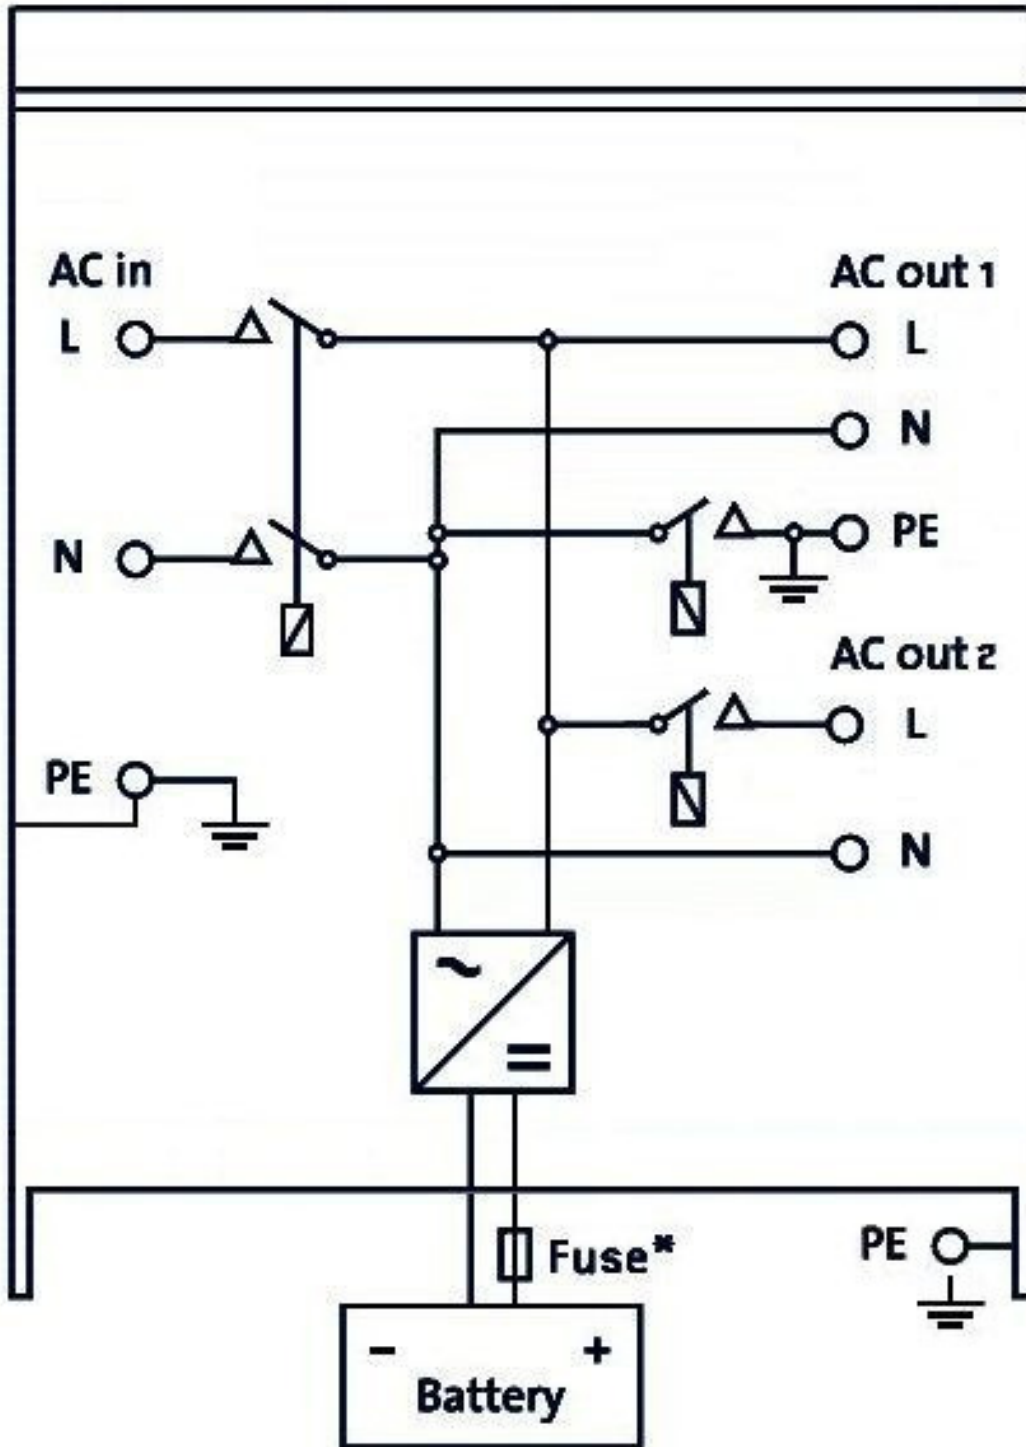 AC in
AC out 1
L
L
N
N
PE
AC out 2
L
PE
N
~
=
Fuse*
PE
- +
Battery